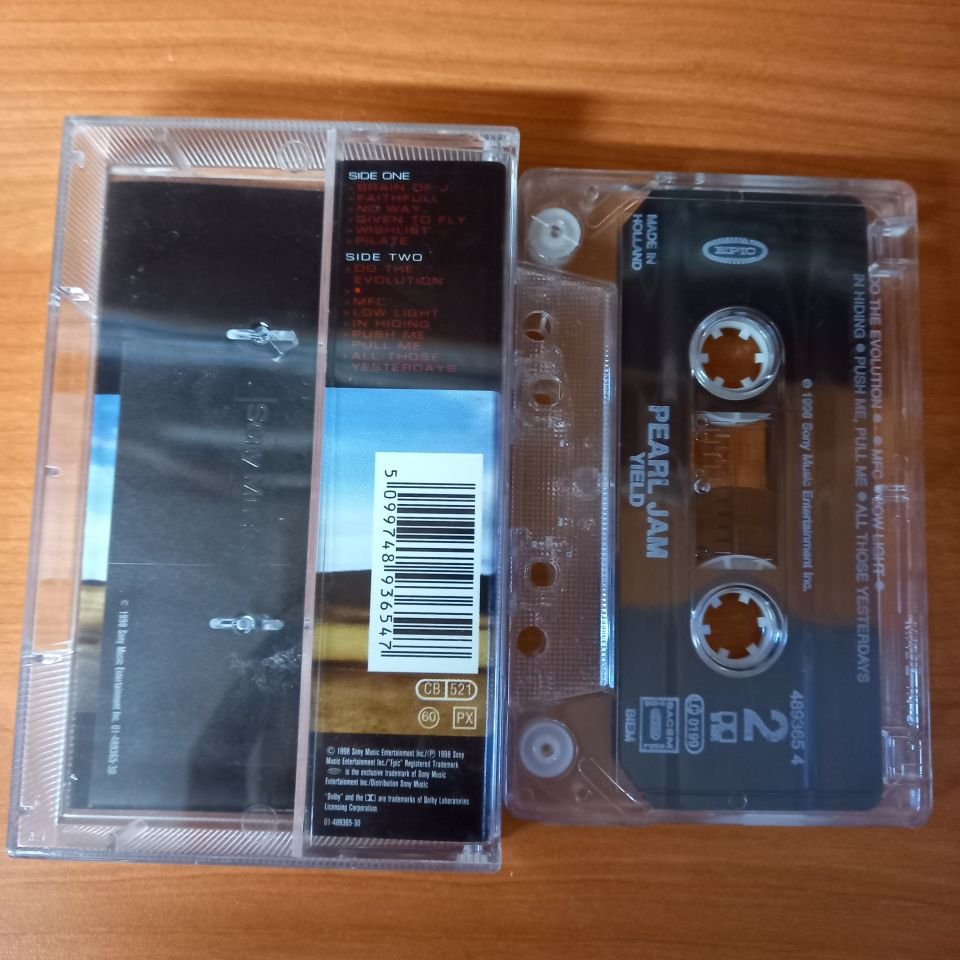 SIDE ONE
>BRAIN OF J.
>FAITHFULL
>NO WAY
>GIVEN TO FLY
>WISHLIST
>PILATE
SIDE TWO
>DO THE
EVOLUTION
>●
>MFC
>LOW LIGHT
>IN HIDING
>PUSH ME
PULL ME
>ALL THOSE
YESTERDAYS
5 099748 936547
CB 521
60 PX
© 1998 Sony Music Entertainment Inc./℗ 1998 Sony
Music Entertainment Inc./"Epic" Registered Trademark
is the exclusive trademark of Sony Music
Entertainment Inc./Distribution Sony Music
"Dolby" and the are trademarks of Dolby Laboratories
Licensing Corporation.
01-489365-30
© 1998 Sony Music Entertainment Inc. 01-489365-30
DO THE EVOLUTION ● ● MFC ● LOW LIGHT ●
IN HIDING ● PUSH ME, PULL ME ● ALL THOSE YESTERDAYS
℗ 1998 Sony Music Entertainment Inc.
EPIC
MADE IN
HOLLAND
PEARL JAM
YIELD
489365 4
2
LC 0199
SACEM
BIEM